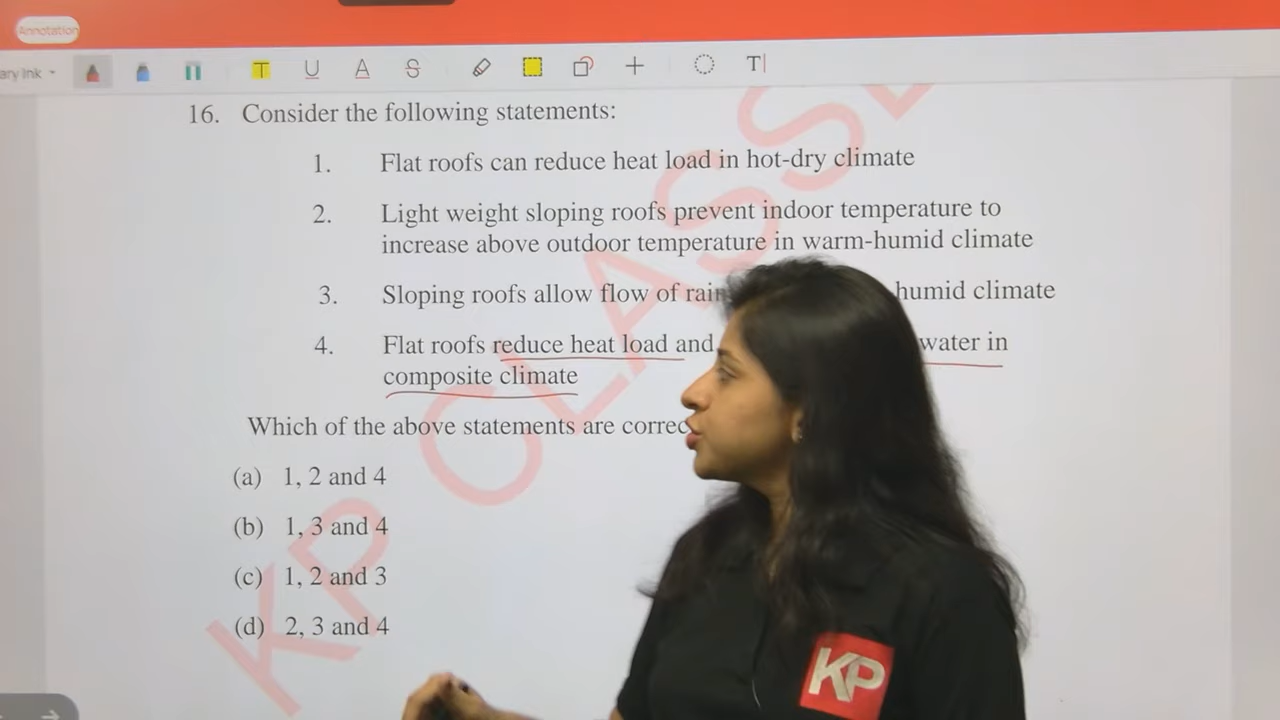 Annotation
ary Ink
T U A S T
16. Consider the following statements:
1. Flat roofs can reduce heat load in hot-dry climate
2. Light weight sloping roofs prevent indoor temperature to
increase above outdoor temperature in warm-humid climate
3. Sloping roofs allow flow of humid climate
4. Flat roofs reduce heat load and water in
composite climate
Which of the above statements are
(a) 1, 2 and 4
(b) 1, 3 and 4
(c) 1, 2 and 3
(d) 2, 3 and 4
KP CLASSE
KP